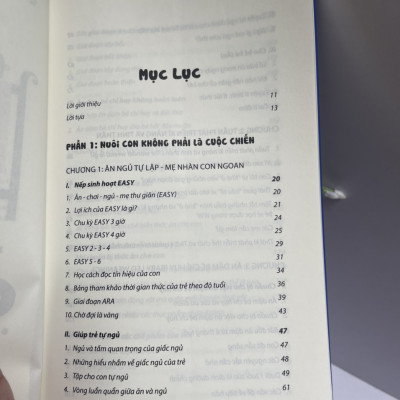 MỤC LỤC
Lời giới thiệu 11
Lời tựa 13
PHẦN 1: NUÔI CON KHÔNG PHẢI LÀ CUỘC CHIẾN
CHƯƠNG 1: ĂN NGỦ TỰ LẬP - MẸ NHÀN CON NGOAN
I. Nếp sinh hoạt EASY 20
1. Ăn - chơi - ngủ - mẹ thư giãn (EASY) 20
2. Lợi ích của EASY là gì? 21
3. Chu kỳ EASY 3 giờ 24
4. Chu kỳ EASY 4 giờ 25
5. EASY 2 - 3 - 4 29
6. EASY 5 - 6 31
7. Học cách đọc tín hiệu của con 34
8. Bảng tham khảo thời gian thức của trẻ theo độ tuổi 36
9. Giai đoạn ARA 39
10. Chờ đợi là vàng 43
II. Giúp trẻ tự ngủ 47
1. Ngủ và tầm quan trọng của giấc ngủ 47
2. Những hiểu nhầm về giấc ngủ của trẻ 48
3. Tập cho con tự ngủ 49
4. Vòng luẩn quẩn giữa ăn và ngủ 61